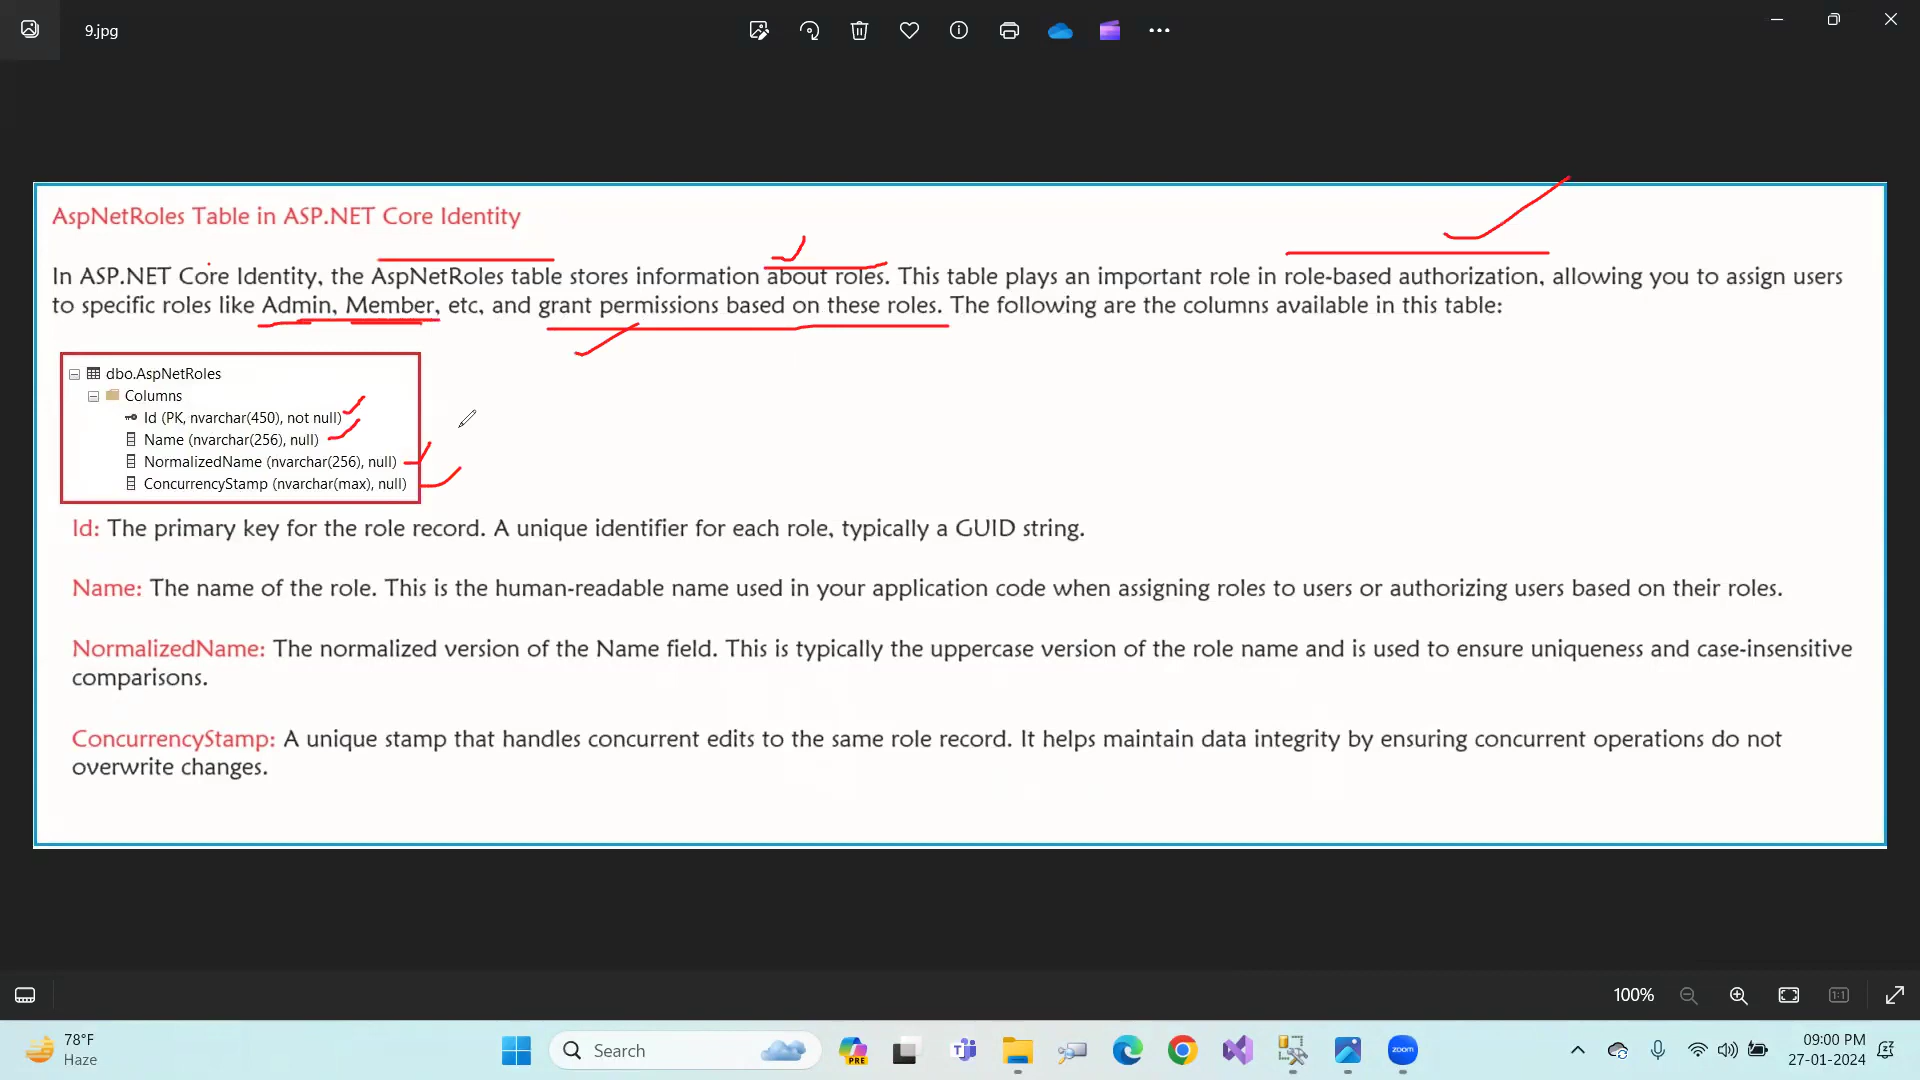 9.jpg
AspNetRoles Table in ASP.NET Core Identity
In ASP.NET Core Identity, the AspNetRoles table stores information about roles. This table plays an important role in role-based authorization, allowing you to assign users
to specific roles like Admin, Member, etc, and grant permissions based on these roles. The following are the columns available in this table:
dbo.AspNetRoles
Columns
Id (PK, nvarchar(450), not null)
Name (nvarchar(256), null)
NormalizedName (nvarchar(256), null)
ConcurrencyStamp (nvarchar(max), null)
Id: The primary key for the role record. A unique identifier for each role, typically a GUID string.
Name: The name of the role. This is the human-readable name used in your application code when assigning roles to users or authorizing users based on their roles.
NormalizedName: The normalized version of the Name field. This is typically the uppercase version of the role name and is used to ensure uniqueness and case-insensitive
comparisons.
ConcurrencyStamp: A unique stamp that handles concurrent edits to the same role record. It helps maintain data integrity by ensuring concurrent operations do not
overwrite changes.
100%
1:1
78°F
Haze
Search
PRE
zoom
09:00 PM
27-01-2024